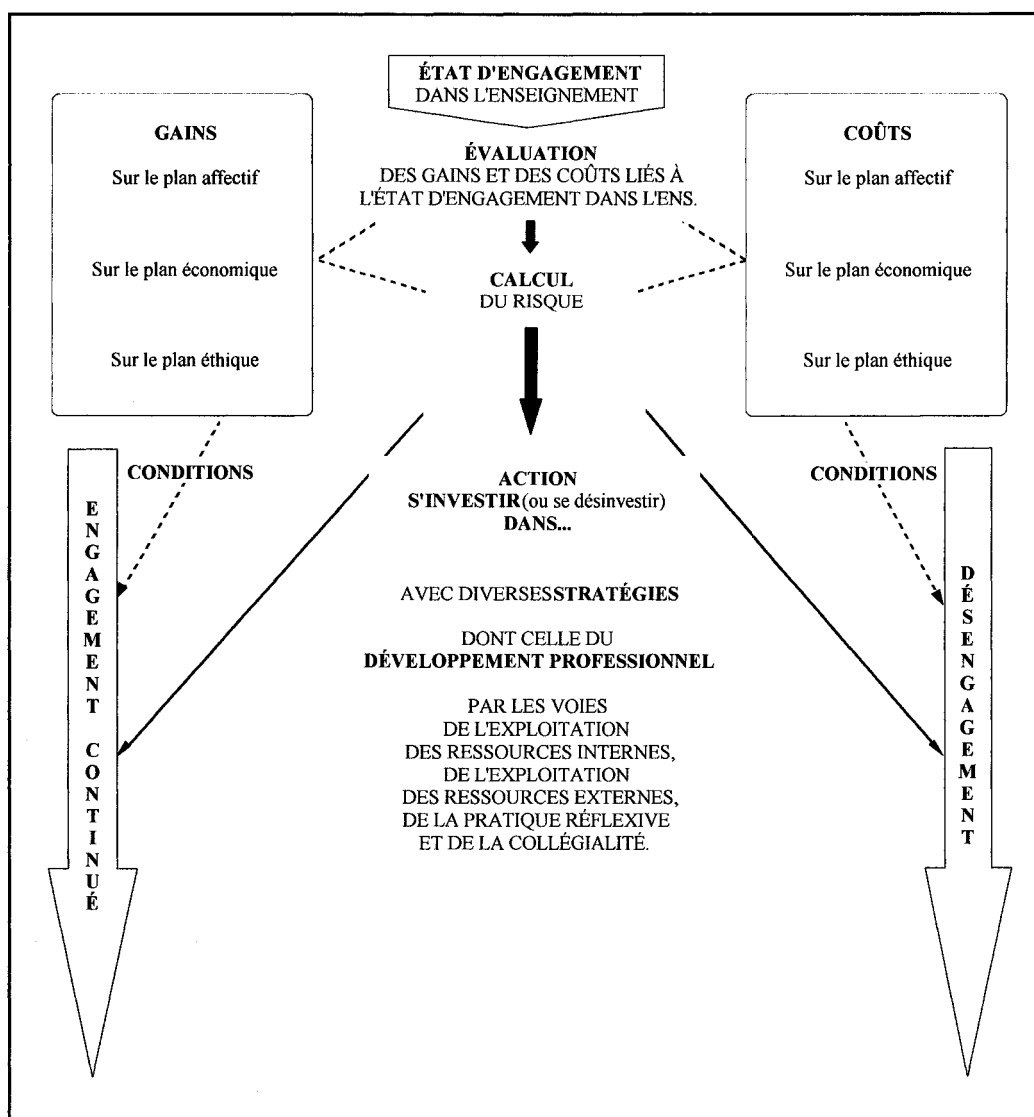 ÉTAT D'ENGAGEMENT
DANS L'ENSEIGNEMENT
GAINS
Sur le plan affectif
Sur le plan économique
Sur le plan éthique
ÉVALUATION
DES GAINS ET DES COÛTS LIÉS À
L'ÉTAT D'ENGAGEMENT DANS L'ENS.
CALCUL
DU RISQUE
COÛTS
Sur le plan affectif
Sur le plan économique
Sur le plan éthique
CONDITIONS
CONDITIONS
ENGAGEMENT CONTINUÉ
ACTION
S'INVESTIR(ou se désinvestir)
DANS...
AVEC DIVERSES STRATÉGIES
DONT CELLE DU
DÉVELOPPEMENT PROFESSIONNEL
PAR LES VOIES
DE L'EXPLOITATION
DES RESSOURCES INTERNES,
DE L'EXPLOITATION
DES RESSOURCES EXTERNES,
DE LA PRATIQUE RÉFLEXIVE
ET DE LA COLLÉGIALITÉ.
DÉSENGAGEMENT